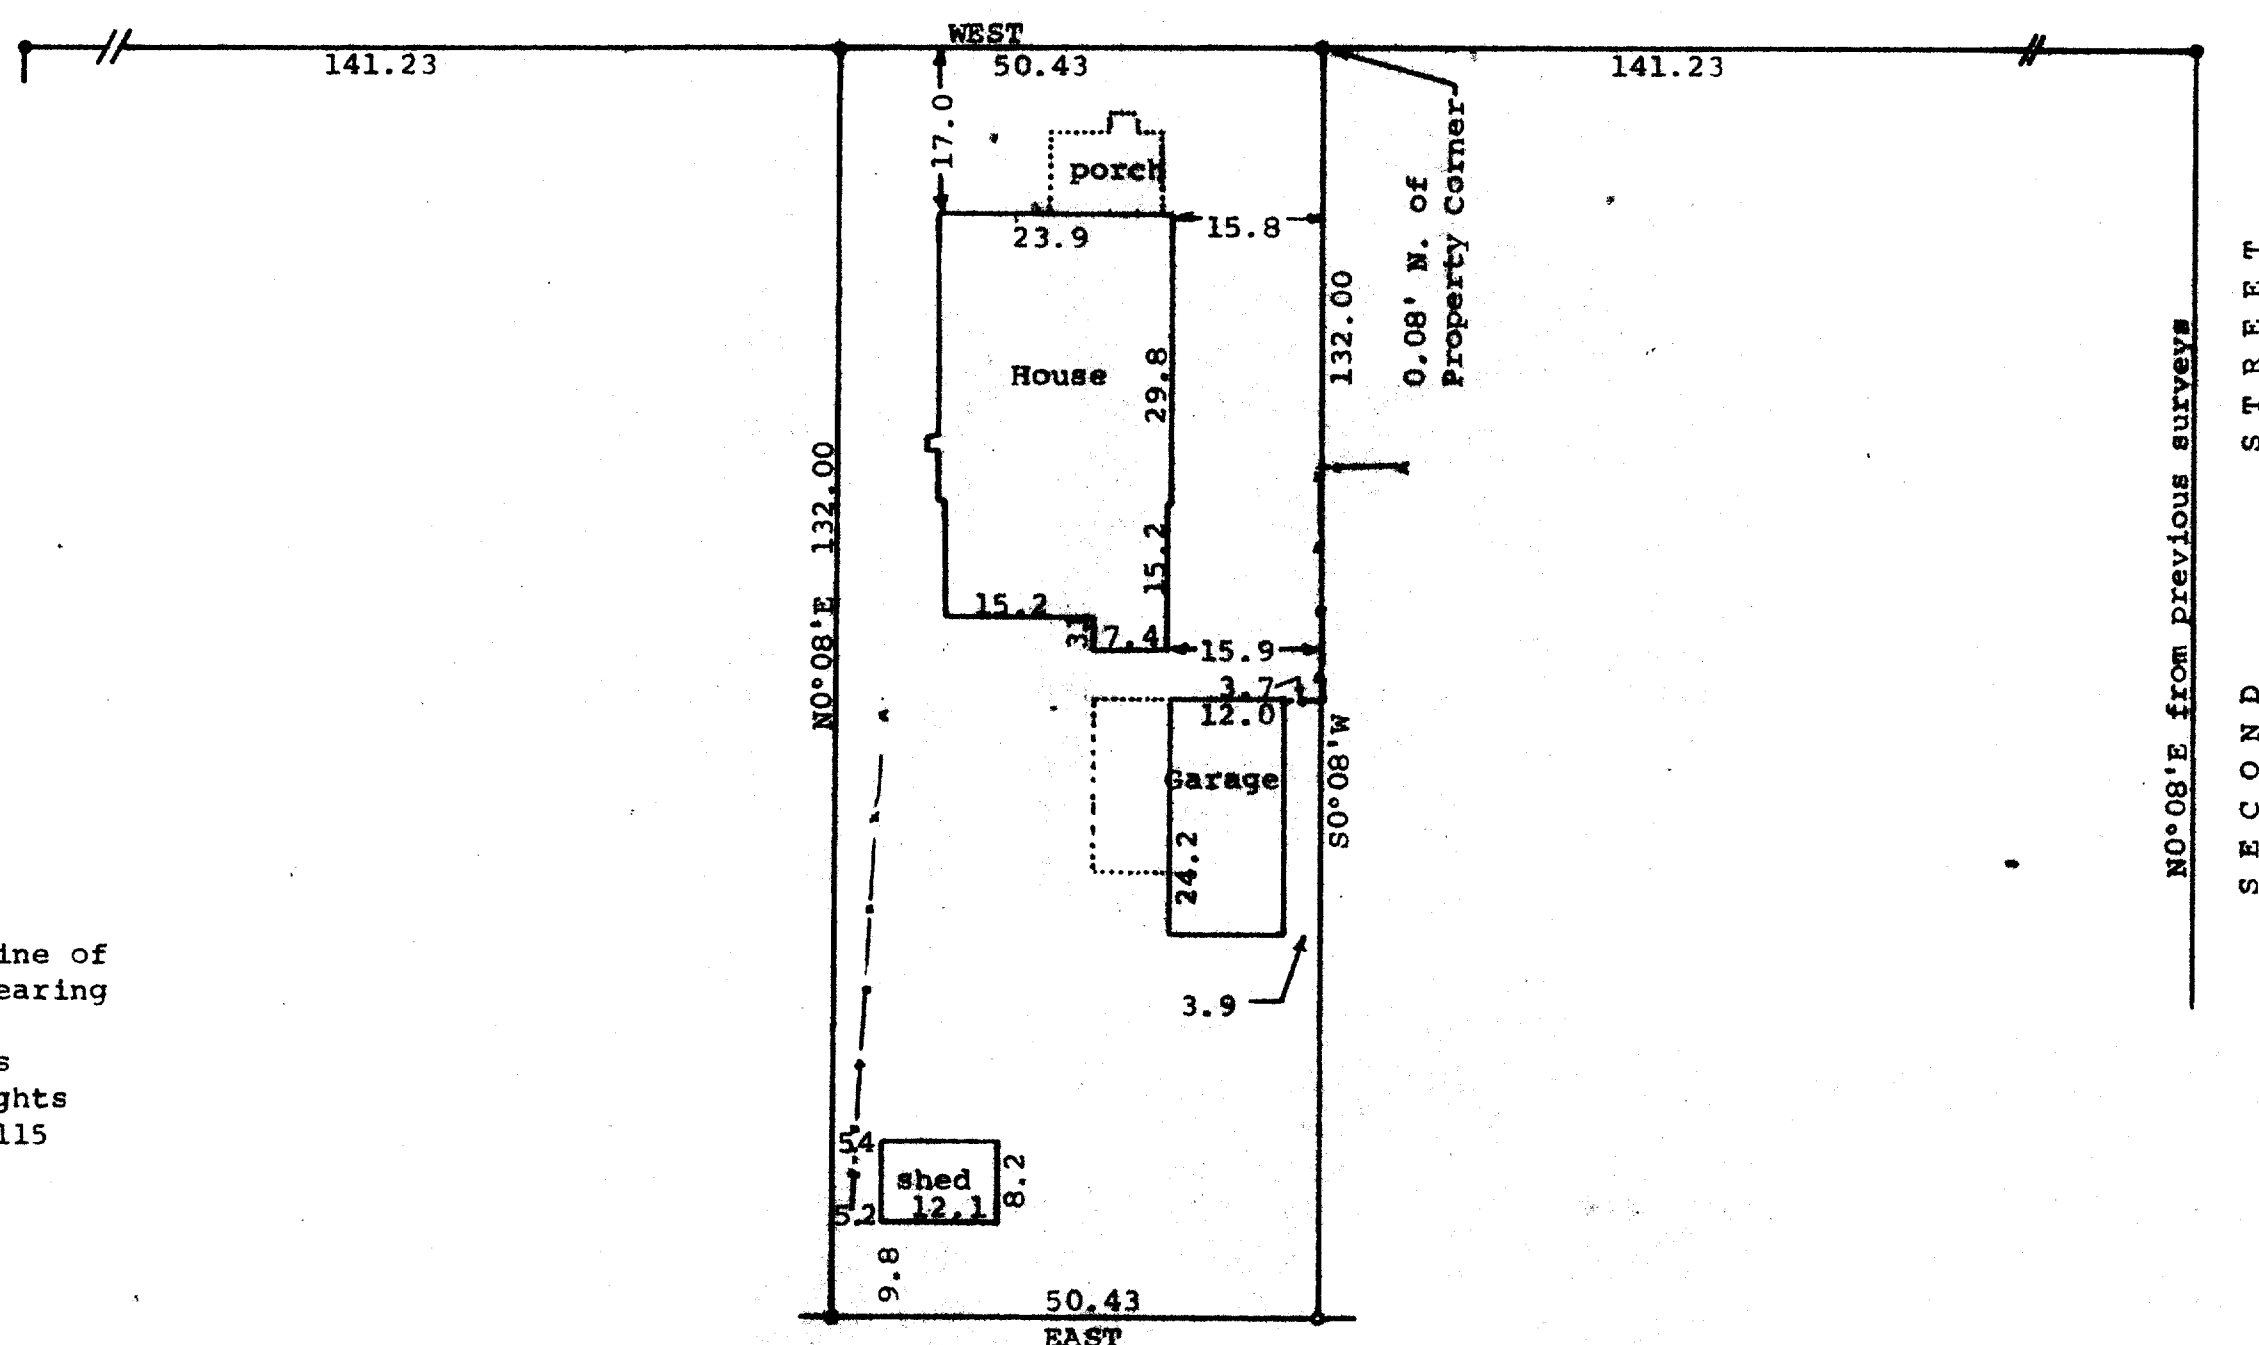 WEST
141.23
50.43
141.23
17.0
porch
0.08' N. of
Property Corner
23.9
15.8
132.00
House
29.8
N0°08'E 132.00
15.2
15.2
7.4
15.9
3.7
12.0
S0°08'W
Garage
24.2
3.9
N0°08'E from previous surveys
SECOND STREET
ine of
earing
s
ghts
115
5.4
shed
12.1
8.2
5.2
9.8
50.43
EAST